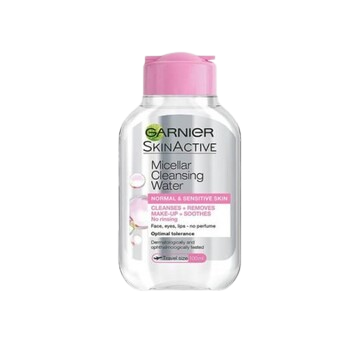 GARNIER
SKINACTIVE
Micellar
Cleansing
Water
NORMAL & SENSITIVE SKIN
CLEANSES + REMOVES
MAKE-UP + SOOTHES
No rinsing
Face, eyes, lips - no perfume
Optimal tolerance
Dermatologically and
ophthalmologically tested
Travel size 100ml